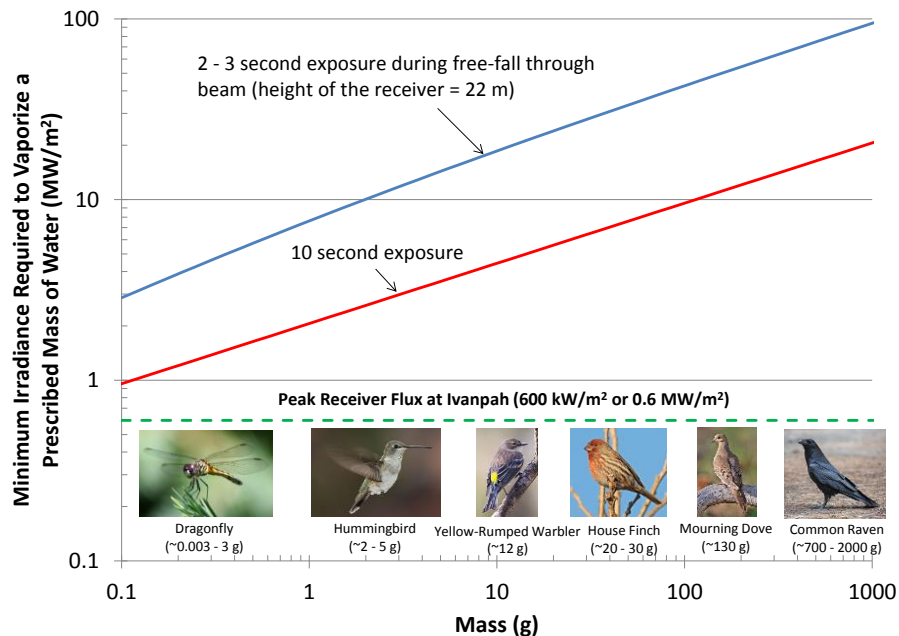 Minimum Irradiance Required to Vaporize a
Prescribed Mass of Water (MW/m²)
100
10
1
0.1
2 - 3 second exposure during free-fall through
beam (height of the receiver = 22 m)
10 second exposure
Peak Receiver Flux at Ivanpah (600 kW/m² or 0.6 MW/m²)
Dragonfly
(~0.003 - 3 g)
Hummingbird
(~2 - 5 g)
Yellow-Rumped Warbler
(~12 g)
House Finch
(~20 - 30 g)
Mourning Dove
(~130 g)
Common Raven
(~700 - 2000 g)
0.1 1 10 100 1000
Mass (g)